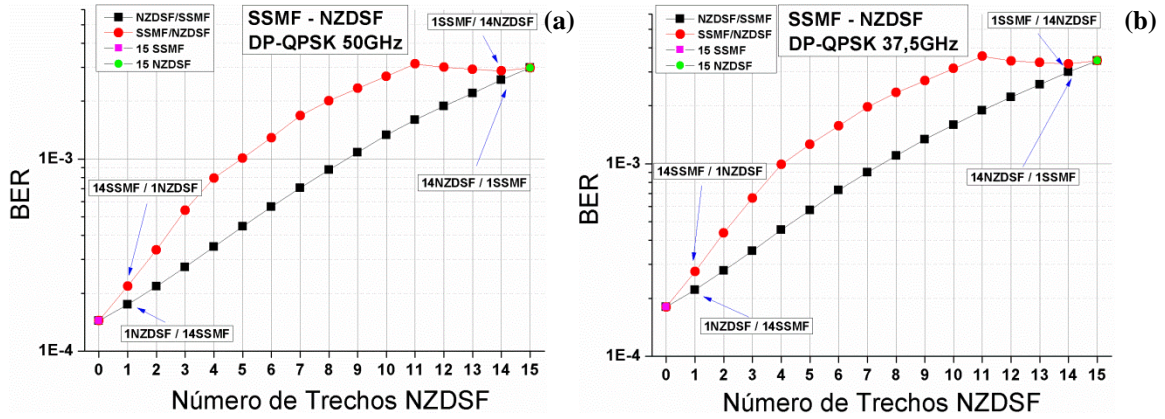 (a)
NZDSF/SSMF
SSMF/NZDSF
15 SSMF
15 NZDSF
SSMF - NZDSF
DP-QPSK 50GHz
1SSMF / 14NZDSF
14SSMF / 1NZDSF
14NZDSF / 1SSMF
1NZDSF / 14SSMF
1E-3
1E-4
BER
0 1 2 3 4 5 6 7 8 9 10 11 12 13 14 15
Número de Trechos NZDSF
(b)
NZDSF/SSMF
SSMF/NZDSF
15 SSMF
15 NZDSF
SSMF - NZDSF
DP-QPSK 37,5GHz
1SSMF / 14NZDSF
14SSMF / 1NZDSF
14NZDSF / 1SSMF
1NZDSF / 14SSMF
1E-3
1E-4
BER
0 1 2 3 4 5 6 7 8 9 10 11 12 13 14 15
Número de Trechos NZDSF